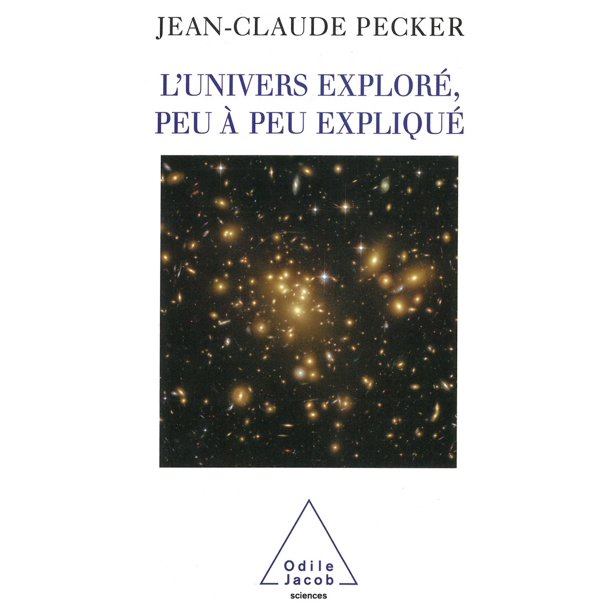 JEAN-CLAUDE PECKER
L'UNIVERS EXPLORÉ,
PEU À PEU EXPLIQUÉ
Odile
Jacob
sciences